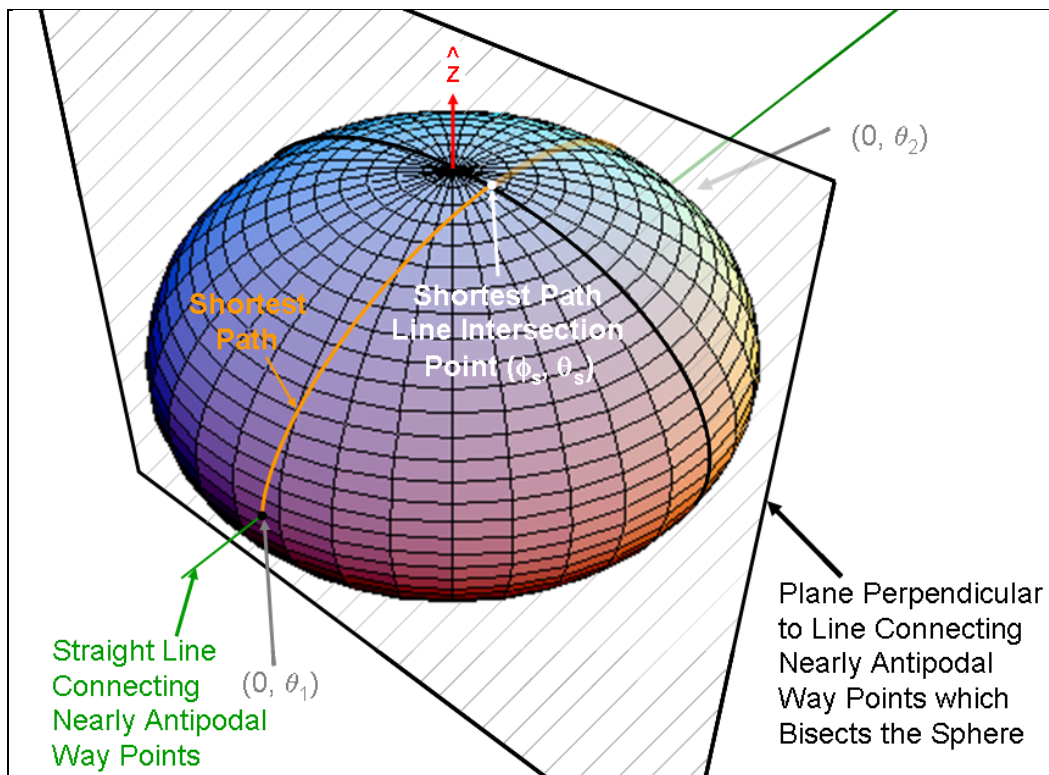 ^
z
(0, θ2)
Shortest
Path
Shortest Path
Line Intersection
Point (ϕs, θs)
Straight Line
Connecting
Nearly Antipodal
Way Points
(0, θ1)
Plane Perpendicular
to Line Connecting
Nearly Antipodal
Way Points which
Bisects the Sphere